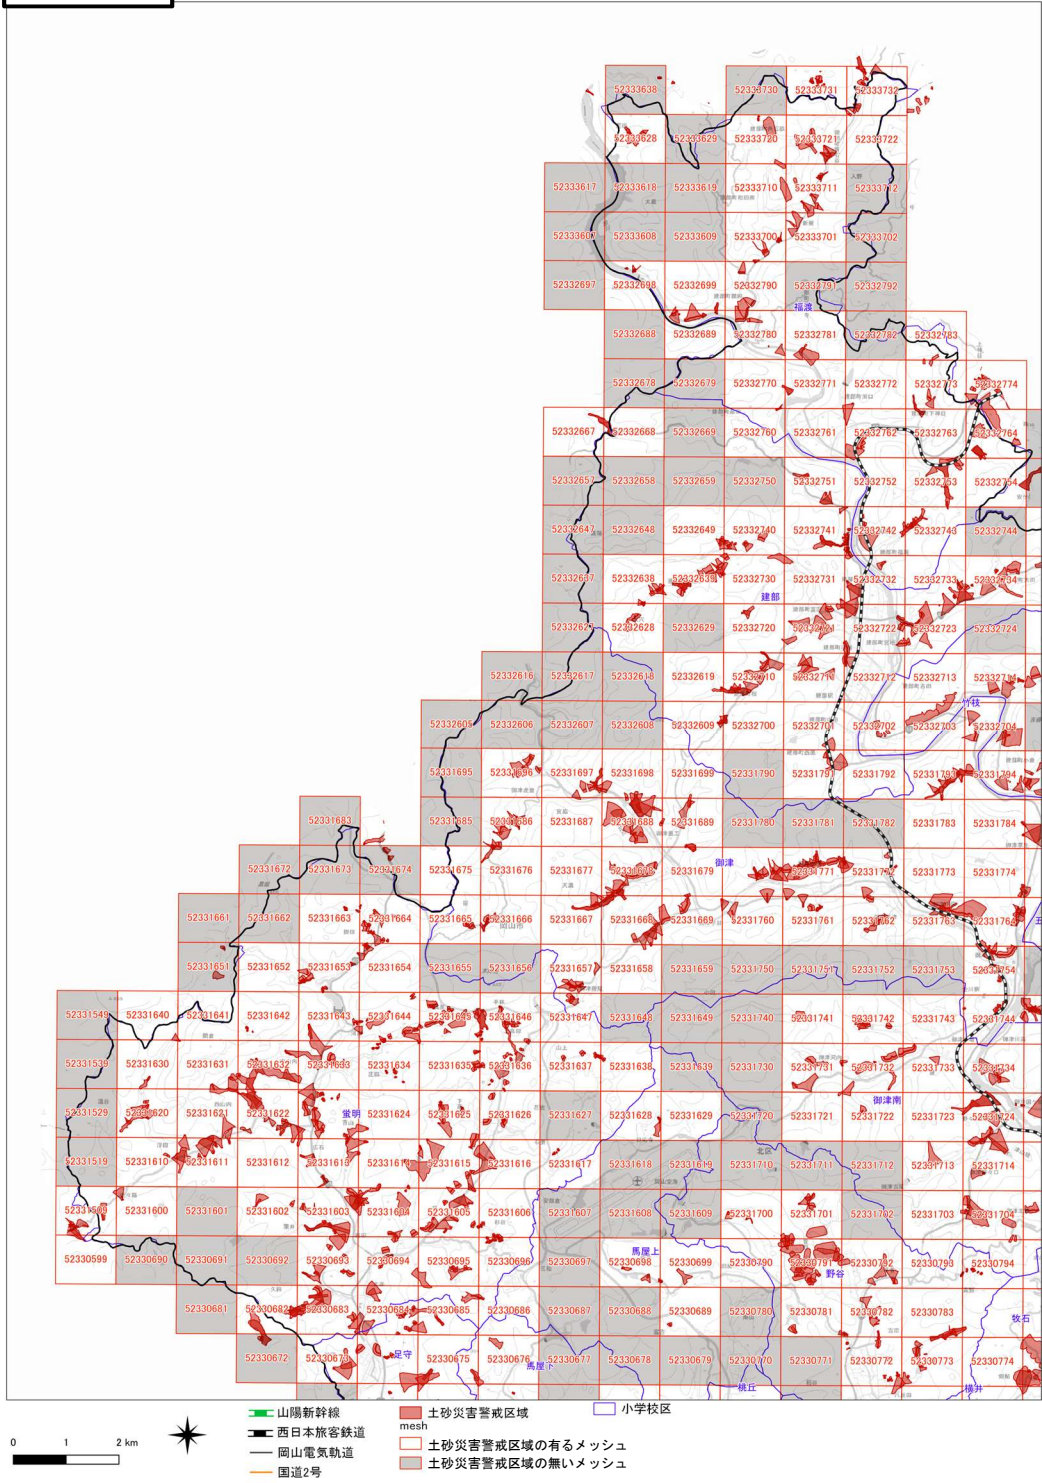 52333638 52333730 52333731 52333732
52333628 52333629 52333720 52333721 52333722
52333617 52333618 52333619 52333710 52333711 52333712
52333607 52333608 52333609 52333700 52333701 52333702
52332697 52332698 52332699 52332790 52332791 52332792
福渡
52332688 52332689 52332780 52332781 52332782 52332783
52332678 52332679 52332770 52332771 52332772 52332773 52332774
52332667 52332668 52332669 52332760 52332761 52332762 52332763 52332764
52332657 52332658 52332659 52332750 52332751 52332752 52332753 52332754
52332647 52332648 52332649 52332740 52332741 52332742 52332743 52332744
52332637 52332638 52332639 52332730 52332731 52332732 52332733 52332734
建部
52332627 52332628 52332629 52332720 52332721 52332722 52332723 52332724
52332616 52332617 52332618 52332619 52332710 52332711 52332712 52332713 52332714
竹枝
52332605 52332606 52332607 52332608 52332609 52332700 52332701 52332702 52332703 52332704
52331695 52331696 52331697 52331698 52331699 52331790 52331791 52331792 52331793 52331794
52331683 52331685 52331686 52331687 52331688 52331689 52331780 52331781 52331782 52331783 52331784
御津
52331672 52331673 52331674 52331675 52331676 52331677 52331678 52331679 52331771 52331772 52331773 52331774
52331661 52331662 52331663 52331664 52331665 52331666 52331667 52331668 52331669 52331760 52331761 52331762 52331763 52331764
五
岡山市
52331651 52331652 52331653 52331654 52331655 52331656 52331657 52331658 52331659 52331750 52331751 52331752 52331753 52331754
52331549 52331640 52331641 52331642 52331643 52331644 52331645 52331646 52331647 52331648 52331649 52331740 52331741 52331742 52331743 52331744
52331539 52331630 52331631 52331632 52331633 52331634 52331635 52331636 52331637 52331638 52331639 52331730 52331731 52331732 52331733 52331734
御津南
52331529 52331620 52331621 52331622 蛍明 52331624 52331625 52331626 52331627 52331628 52331629 52331720 52331721 52331722 52331723 52331724
北区
52331519 52331610 52331611 52331612 52331613 52331614 52331615 52331616 52331617 52331618 52331619 52331710 52331711 52331712 52331713 52331714
52331509 52331600 52331601 52331602 52331603 52331604 52331605 52331606 52331607 52331608 52331609 52331700 52331701 52331702 52331703 52331704
馬屋上
52330599 52330690 52330691 52330692 52330693 52330694 52330695 52330696 52330697 52330698 52330699 52330790 52330791 52330792 52330793 52330794
野谷
52330681 52330682 52330683 52330684 52330685 52330686 52330687 52330688 52330689 52330780 52330781 52330782 52330783
牧石
52330672 52330673 足守 52330675 52330676 52330677 52330678 52330679 52330770 52330771 52330772 52330773 52330774
馬屋下
桃丘
横井
0 1 2 km
山陽新幹線
西日本旅客鉄道
岡山電気軌道
国道2号
土砂災害警戒区域
mesh
土砂災害警戒区域の有るメッシュ
土砂災害警戒区域の無いメッシュ
小学校区